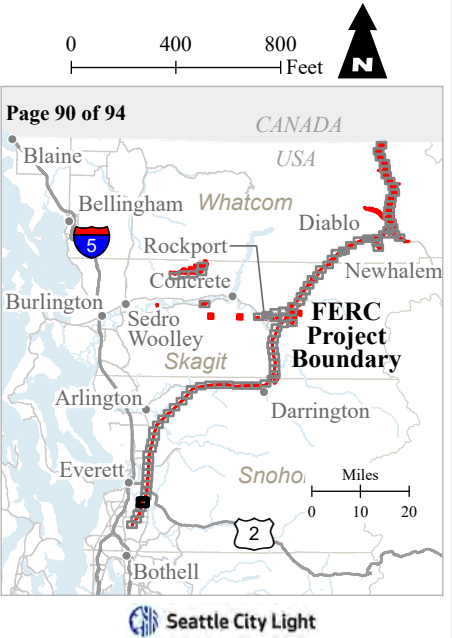 0 400 800
Feet
N
Page 90 of 94
CANADA
USA
Blaine
Whatcom
Bellingham
Diablo
5
Rockport
Newhalem
Concrete
Burlington
Sedro
Woolley
FERC
Project
Boundary
Skagit
Arlington
Darrington
Everett
Snoho
Miles
0 10 20
2
Bothell
Seattle City Light